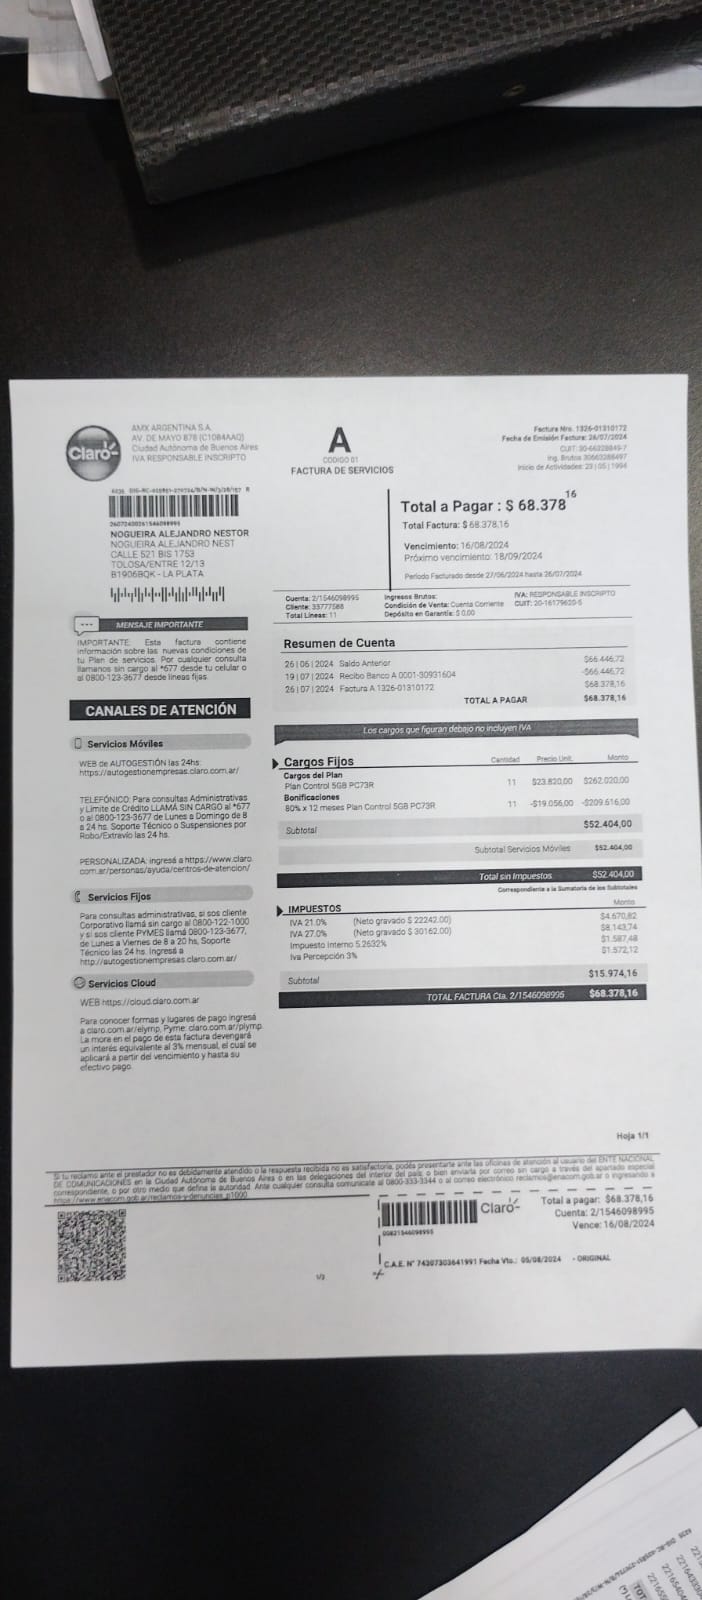 Claro
AMX ARGENTINA S.A.
AV. DE MAYO 878 (C1084AAQ)
Ciudad Autónoma de Buenos Aires
IVA RESPONSABLE INSCRIPTO
A
CODIGO 01
FACTURA DE SERVICIOS
Factura Nro. 1326-01310172
Fecha de Emisión Factura: 26/07/2024
CUIT: 30-66328849-7
Ing. Brutos 30663288497
Inicio de Actividades: 23 | 05 | 1994
NOGUEIRA ALEJANDRO NESTOR
NOGUEIRA ALEJANDRO NEST
CALLE 521 BIS 1753
TOLOSA/ENTRE 12/13
B1906BQK - LA PLATA
Total a Pagar : $ 68.378 16
Total Factura: $ 68.378,16
Vencimiento: 16/08/2024
Próximo vencimiento: 18/09/2024
Período Facturado desde 27/06/2024 hasta 26/07/2024
Cuenta: 2/1546098995
Cliente: 33777588
Total Líneas: 11
Ingresos Brutos:
Condición de Venta: Cuenta Corriente
Depósito en Garantía: $ 0,00
IVA: RESPONSABLE INSCRIPTO
CUIT: 20-16179620-5
MENSAJE IMPORTANTE
IMPORTANTE: Esta factura contiene
información sobre las nuevas condiciones de
tu Plan de servicios. Por cualquier consulta
llamanos sin cargo al *677 desde tu celular o
al 0800-123-3677 desde líneas fijas.
CANALES DE ATENCIÓN
Servicios Móviles
WEB de AUTOGESTIÓN las 24hs:
https://autogestionempresas.claro.com.ar/
TELEFÓNICO: Para consultas Administrativas
y Límite de Crédito LLAMÁ SIN CARGO al *677
o al 0800-123-3677 de Lunes a Domingo de 8
a 24 hs. Soporte Técnico o Suspensiones por
Robo/Extravío las 24 hs.
PERSONALIZADA: ingresá a https://www.claro.
com.ar/personas/ayuda/centros-de-atencion/
Servicios Fijos
Para consultas administrativas, si sos cliente
Corporativo llamá sin cargo al 0800-122-1000
y si sos cliente PYMES llamá 0800-123-3677,
de Lunes a Viernes de 8 a 20 hs, Soporte
Técnico las 24 hs. Ingresá a
http://autogestionempresas.claro.com.ar/
Servicios Cloud
WEB https://cloud.claro.com.ar
Para conocer formas y lugares de pago ingresá
a claro.com.ar/elymp, Pyme: claro.com.ar/plymp.
La mora en el pago de esta factura devengará
un interés equivalente al 3% mensual, el cual se
aplicará a partir del vencimiento y hasta su
efectivo pago.
Resumen de Cuenta
26 | 06 | 2024 Saldo Anterior $66.446,72
19 | 07 | 2024 Recibo Banco A 0001-30931604 -$66.446,72
26 | 07 | 2024 Factura A 1326-01310172 $68.378,16
TOTAL A PAGAR $68.378,16
Los cargos que figuran debajo no incluyen IVA
Cargos Fijos Cantidad Precio Unit. Monto
Cargos del Plan
Plan Control 5GB PC73R 11 $23.820,00 $262.020,00
Bonificaciones
80% x 12 meses Plan Control 5GB PC73R 11 -$19.056,00 -$209.616,00
Subtotal $52.404,00
Subtotal Servicios Móviles $52.404,00
Total sin Impuestos $52.404,00
Correspondiente a la Sumatoria de los Subtotales
IMPUESTOS Monto
IVA 21.0% (Neto gravado $ 22242.00) $4.670,82
IVA 27.0% (Neto gravado $ 30162.00) $8.143,74
Impuesto Interno 5.2632% $1.587,48
Iva Percepción 3% $1.572,12
Subtotal $15.974,16
TOTAL FACTURA Cta. 2/1546098995 $68.378,16
Hoja 1/1
Si tu reclamo ante el prestador no es debidamente atendido o la respuesta recibida no es satisfactoria, podés presentarte ante las oficinas de atención al usuario del ENTE NACIONAL
DE COMUNICACIONES en la Ciudad Autónoma de Buenos Aires o en las delegaciones del interior del país; o bien enviarla por correo sin cargo a través del apartado especial
correspondiente, o por otro medio que defina la autoridad. Ante cualquier consulta comunicate al 0800-333-3344 o al correo electrónico reclamos@enacom.gob.ar o ingresando a
https://www.enacom.gob.ar/reclamos-y-denuncias_p1000
Claro
00821546098995
Total a pagar: $68.378,16
Cuenta: 2/1546098995
Vence: 16/08/2024
C.A.E. N° 74307303641991 Fecha Vto.: 05/08/2024 - ORIGINAL
1/3